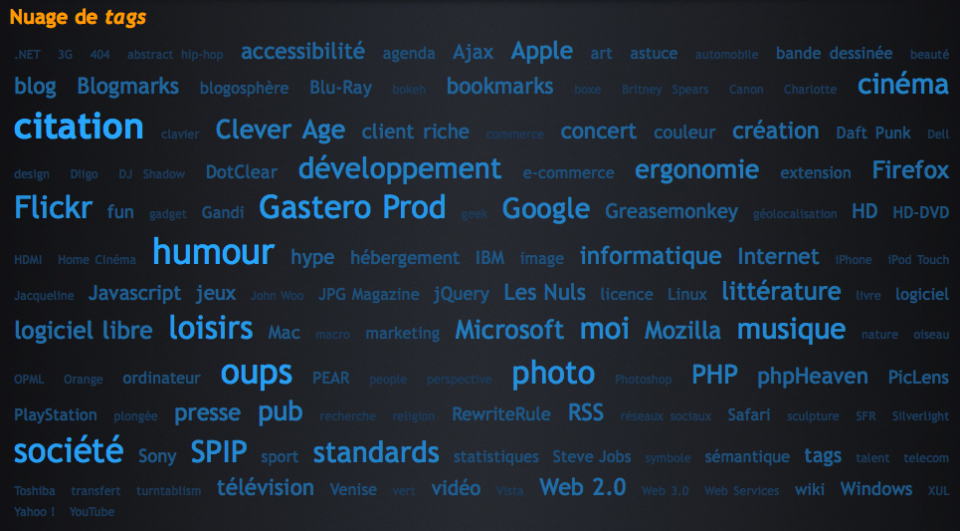 Nuage de tags
.NET 3G 404 abstract hip-hop accessibilité agenda Ajax Apple art astuce automobile bande dessinée beauté
blog Blogmarks blogosphère Blu-Ray bokeh bookmarks boxe Britney Spears Canon Charlotte cinéma
citation clavier Clever Age client riche commerce concert couleur création Daft Punk Dell
design Diigo DJ Shadow DotClear développement e-commerce ergonomie extension Firefox
Flickr fun gadget Gandi Gastero Prod geek Google Greasemonkey géolocalisation HD HD-DVD
HDMI Home Cinéma humour hype hébergement IBM image informatique Internet iPhone iPod Touch
Jacqueline Javascript jeux John Woo JPG Magazine jQuery Les Nuls licence Linux littérature livre logiciel
logiciel libre loisirs Mac macro marketing Microsoft moi Mozilla musique nature oiseau
OPML Orange ordinateur oups PEAR people perspective photo Photoshop PHP phpHeaven PicLens
PlayStation plongée presse pub recherche religion RewriteRule RSS réseaux sociaux Safari sculpture SFR Silverlight
société Sony SPIP sport standards statistiques Steve Jobs symbole sémantique tags talent telecom
Toshiba transfert turntablism télévision Venise vert vidéo Vista Web 2.0 Web 3.0 Web Services wiki Windows XUL
Yahoo ! YouTube